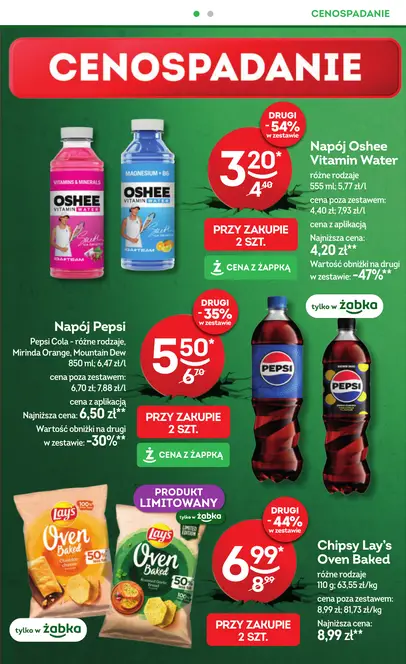 CENOSPADANIE
CENOSPADANIE
DRUGI
-54%
w zestawie
3,20*
4,40
PRZY ZAKUPIE
2 SZT.
Ż CENA Z ŻAPPKĄ
Napój Oshee
Vitamin Water
różne rodzaje
555 ml; 5,77 zł/l
cena poza zestawem:
4,40 zł; 7,93 zł/l
cena z aplikacją
Najniższa cena:
4,20 zł**
Wartość obniżki na drugi
w zestawie: -47%**
tylko w żabka
VITAMINS & MINERALS
OSHEE
VITAMIN WATER
MAGNESIUM + B6
OSHEE
VITAMIN WATER
Napój Pepsi
Pepsi Cola - różne rodzaje,
Mirinda Orange, Mountain Dew
850 ml; 6,47 zł/l
cena poza zestawem:
6,70 zł; 7,88 zł/l
cena z aplikacją
Najniższa cena: 6,50 zł**
Wartość obniżki na drugi
w zestawie: -30%**
DRUGI
-35%
w zestawie
5,50*
6,70
PRZY ZAKUPIE
2 SZT.
Ż CENA Z ŻAPPKĄ
PEPSI
PEPSI
PRODUKT
LIMITOWANY
tylko w żabka
Lay's
Oven
Baked
50%
Lay's
LIMITED
EDITION
Oven
Baked
50%
tylko w żabka
DRUGI
-44%
w zestawie
6,99*
8,99
PRZY ZAKUPIE
2 SZT.
Chipsy Lay's
Oven Baked
różne rodzaje
110 g; 63,55 zł/kg
cena poza zestawem:
8,99 zł; 81,73 zł/kg
Najniższa cena:
8,99 zł**